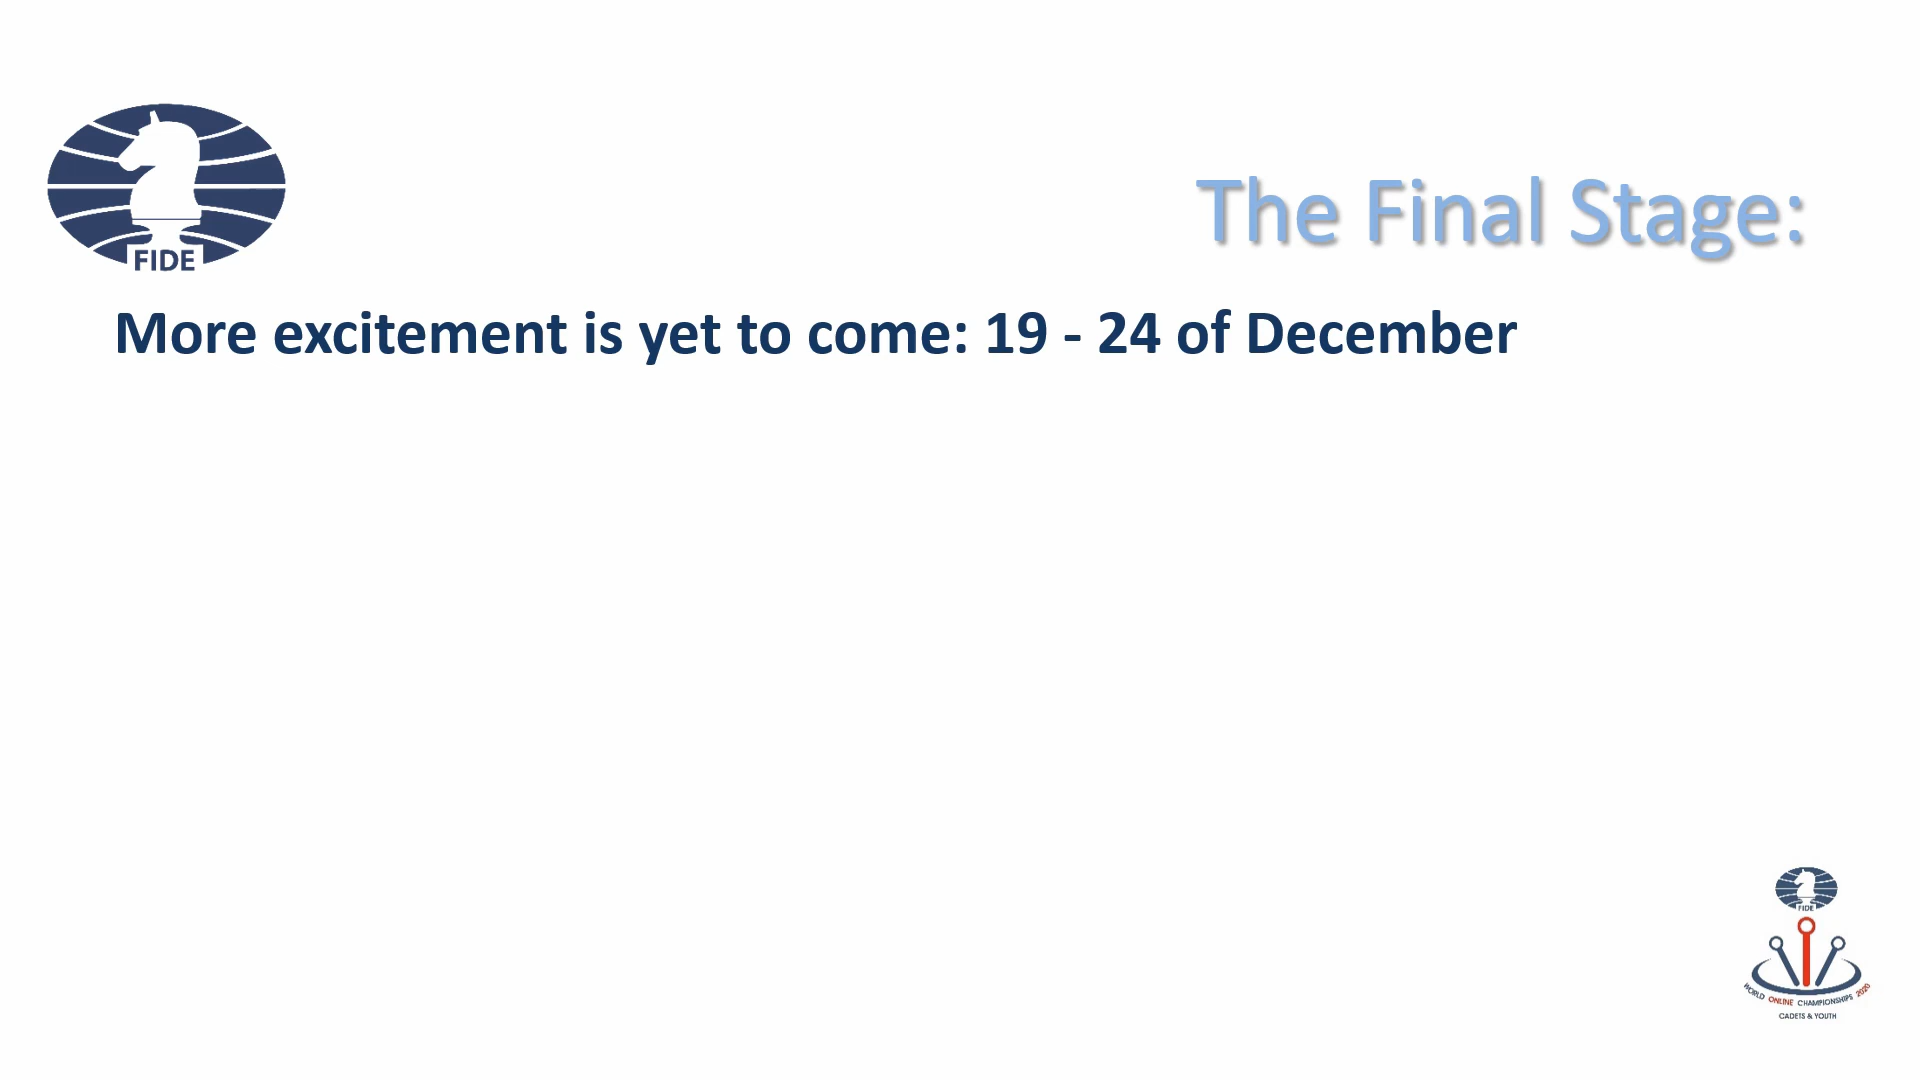 FIDE
The Final Stage:
More excitement is yet to come: 19 - 24 of December
FIDE
WORLD ONLINE CHAMPIONSHIPS 2020
CADETS & YOUTH